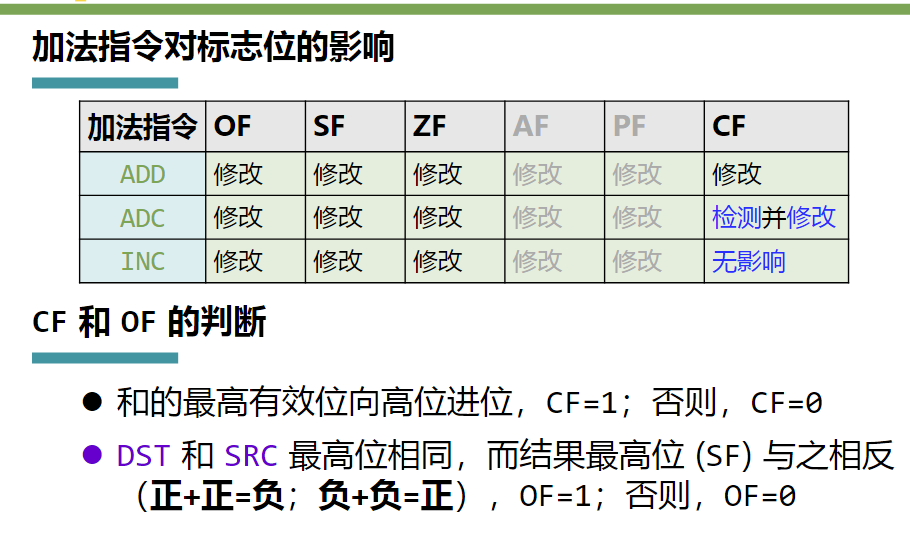 加法指令对标志位的影响
加法指令 OF SF ZF AF PF CF
ADD 修改 修改 修改 修改 修改 修改
ADC 修改 修改 修改 修改 修改 检测并修改
INC 修改 修改 修改 修改 修改 无影响
CF 和 OF 的判断
● 和的最高有效位向高位进位，CF=1；否则，CF=0
● DST 和 SRC 最高位相同，而结果最高位 (SF) 与之相反
（正+正=负；负+负=正），OF=1；否则，OF=0